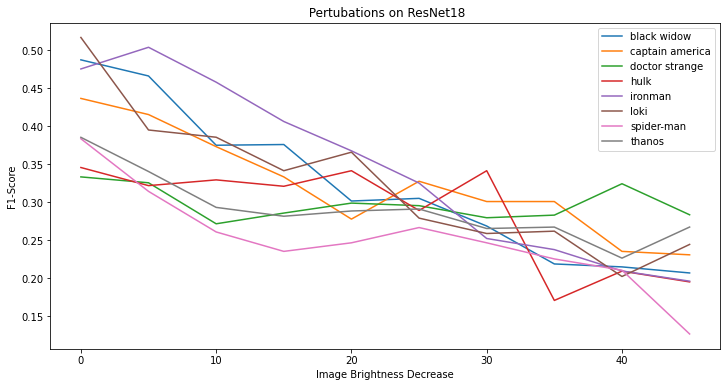 Pertubations on ResNet18
F1-Score
0.50
0.45
0.40
0.35
0.30
0.25
0.20
0.15
0 10 20 30 40
Image Brightness Decrease
black widow
captain america
doctor strange
hulk
ironman
loki
spider-man
thanos